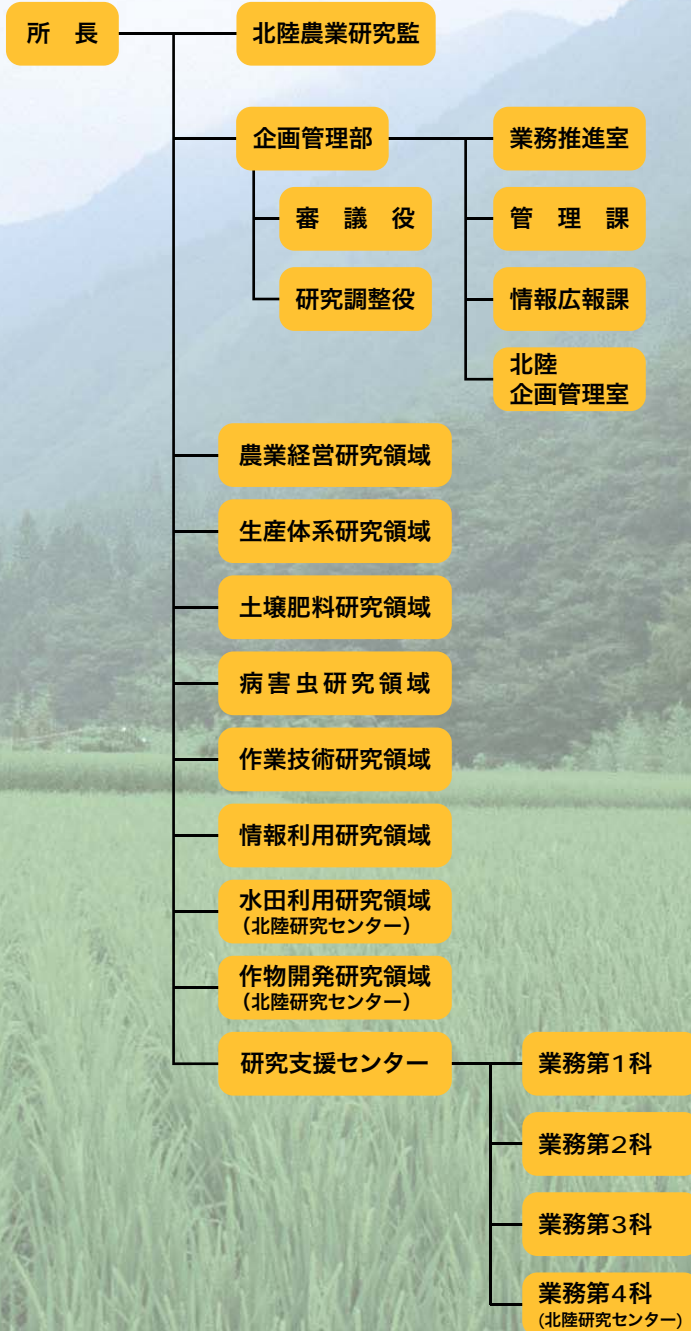 所　長
北陸農業研究監
企画管理部
業務推進室
審　議　役
管　理　課
研究調整役
情報広報課
北陸
企画管理室
農業経営研究領域
生産体系研究領域
土壌肥料研究領域
病害虫研究領域
作業技術研究領域
情報利用研究領域
水田利用研究領域
（北陸研究センター）
作物開発研究領域
（北陸研究センター）
研究支援センター
業務第1科
業務第2科
業務第3科
業務第4科
(北陸研究センター)